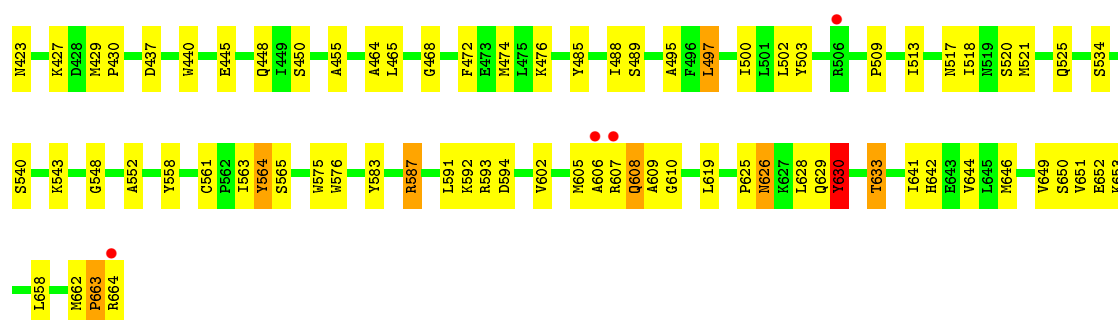 N423 K427 D428 M429 P430 D437 W440 E445 Q448 I449 S450 A455 A464 L465 G468 F472 E473 M474 L475 K476 Y485 I488 S489 A495 F496 L497 I500 L501 L502 Y503 R506 P509 I513 N517 I518 N519 S520 M521 Q525 S534
S540 K543 G548 A552 Y558 C561 P562 I563 Y564 S565 W575 W576 Y583 R587 L591 K592 R593 D594 V602 M605 A606 R607 Q608 A609 G610 L619 P625 N626 K627 L628 Q629 Y630 T633 I641 H642 E643 V644 L645 M646 V649 S650 V651 E652 K653
L658 M662 P663 R664